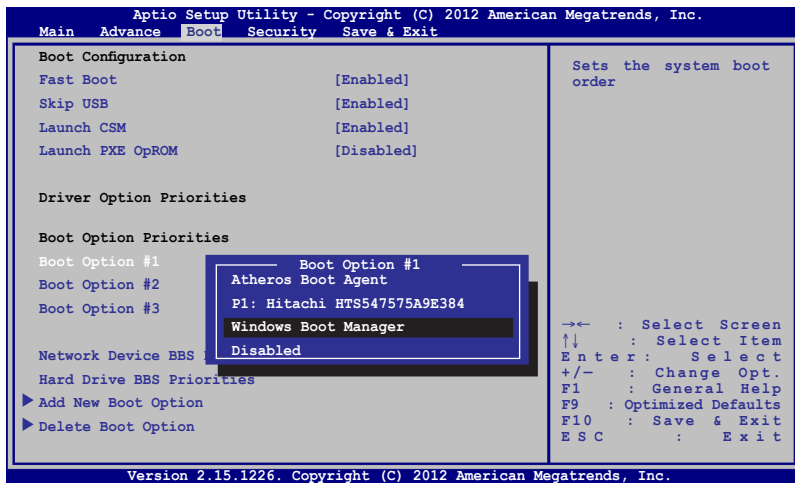 Aptio Setup Utility - Copyright (C) 2012 American Megatrends, Inc.
Main Advance Boot Security Save & Exit
Boot Configuration
Fast Boot [Enabled]
Skip USB [Enabled]
Launch CSM [Enabled]
Launch PXE OpROM [Disabled]
Driver Option Priorities
Boot Option Priorities
Boot Option #1
Boot Option #2
Boot Option #3
Network Device BBS
Hard Drive BBS Priorities
Add New Boot Option
Delete Boot Option
Boot Option #1
Atheros Boot Agent
P1: Hitachi HTS547575A9E384
Windows Boot Manager
Disabled
Sets the system boot
order
→← : Select Screen
↑↓ : Select Item
Enter: Select
+/— : Change Opt.
F1 : General Help
F9 : Optimized Defaults
F10 : Save & Exit
ESC : Exit
Version 2.15.1226. Copyright (C) 2012 American Megatrends, Inc.